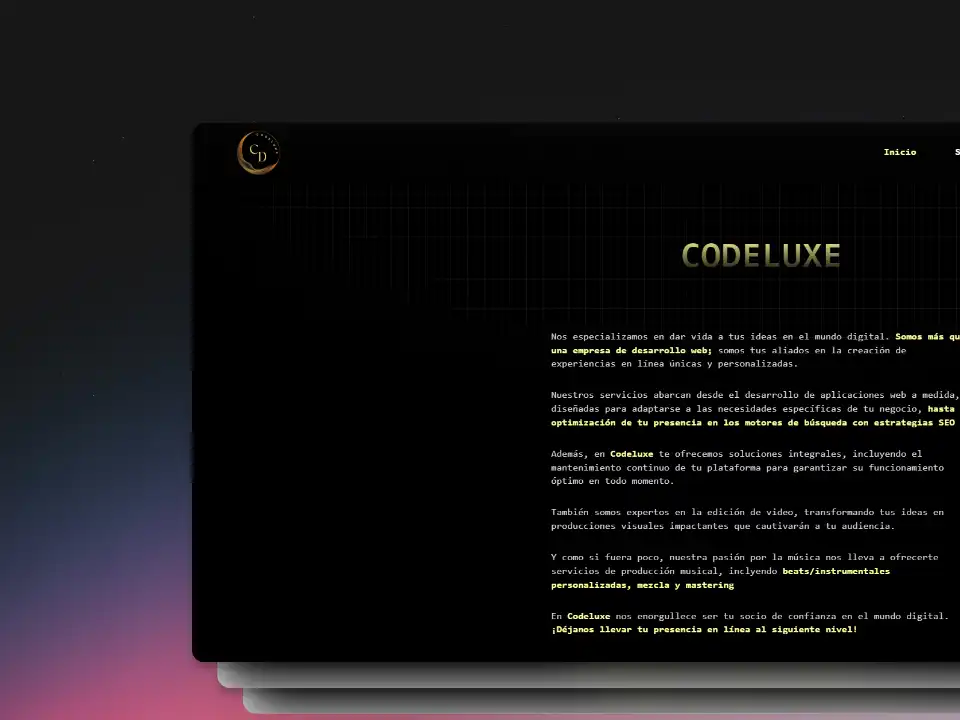 CD
Inicio
CODELUXE
Nos especializamos en dar vida a tus ideas en el mundo digital. Somos más
una empresa de desarrollo web; somos tus aliados en la creación de
experiencias en línea únicas y personalizadas.
Nuestros servicios abarcan desde el desarrollo de aplicaciones web a medida,
diseñadas para adaptarse a las necesidades específicas de tu negocio, hasta
optimización de tu presencia en los motores de búsqueda con estrategias SEO
Además, en Codeluxe te ofrecemos soluciones integrales, incluyendo el
mantenimiento continuo de tu plataforma para garantizar su funcionamiento
óptimo en todo momento.
También somos expertos en la edición de video, transformando tus ideas en
producciones visuales impactantes que cautivarán a tu audiencia.
Y como si fuera poco, nuestra pasión por la música nos lleva a ofrecerte
servicios de producción musical, inclyendo beats/instrumentales
personalizadas, mezcla y mastering
En Codeluxe nos enorgullece ser tu socio de confianza en el mundo digital.
¡Déjanos llevar tu presencia en línea al siguiente nivel!